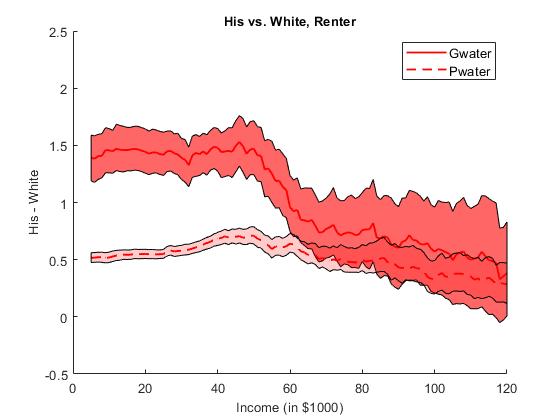 His vs. White, Renter
Gwater
Pwater
2.5
2
1.5
1
0.5
0
-0.5
His - White
0 20 40 60 80 100 120
Income (in $1000)